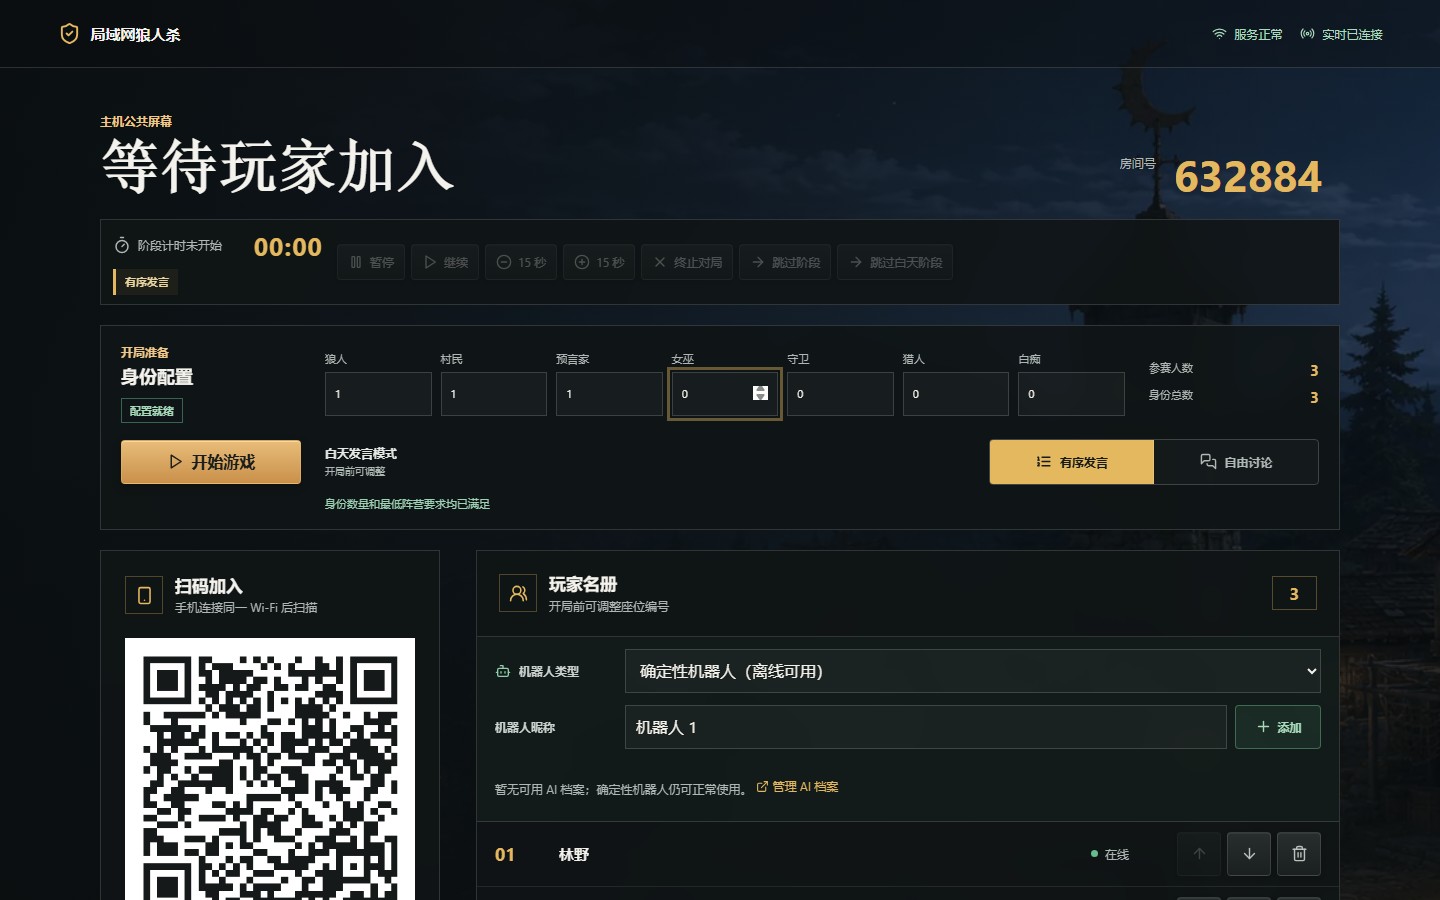 局域网狼人杀
服务正常 实时已连接
主机公共屏幕
等待玩家加入
房间号 632884
阶段计时未开始 00:00 暂停 继续 15 秒 15 秒 终止对局 跳过阶段 跳过白天阶段
有序发言
开局准备
身份配置
配置就绪
狼人 村民 预言家 女巫 守卫 猎人 白痴
1 1 1 0 0 0 0
参赛人数 3
身份总数 3
开始游戏
白天发言模式
开局前可调整
有序发言 自由讨论
身份数量和最低阵营要求均已满足
扫码加入
手机连接同一 Wi-Fi 后扫描
玩家名册
开局前可调整座位编号
3
机器人类型 确定性机器人（离线可用）
机器人昵称 机器人 1 添加
暂无可用 AI 档案；确定性机器人仍可正常使用。 管理 AI 档案
01 林野 在线